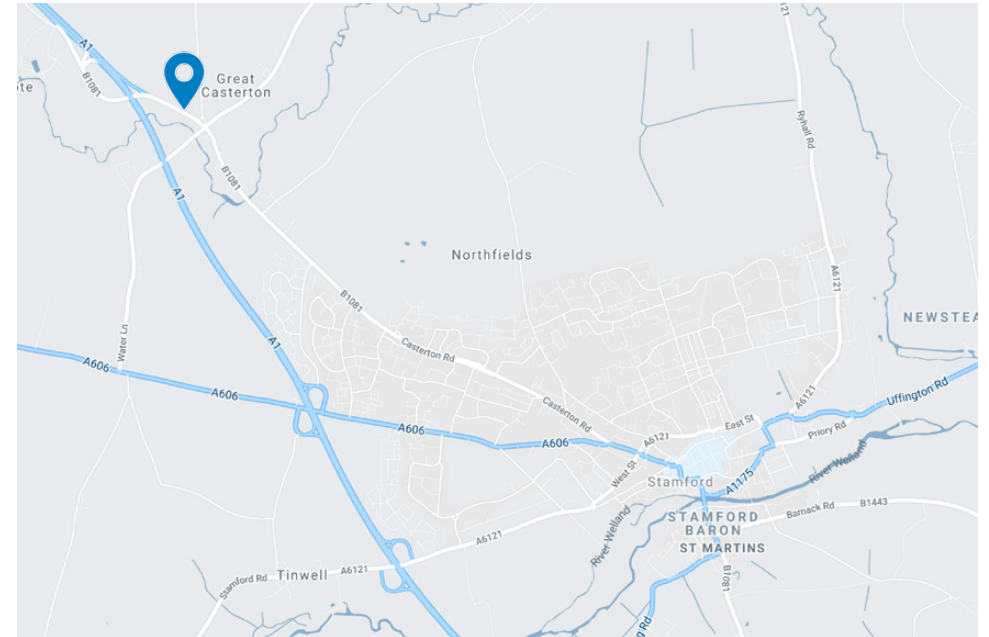 A1
B1081
Great
Casterton
ote
B1081
A1
Ryhall Rd
Northfields
A6121
B1081
A1
NEWSTEA
Water Ln
Casterton Rd
A606
A606
Uffington Rd
A6121
Casterton Rd
A606
A606
A6121
East St
Priory Rd
West St
Stamford
A1175
River Welland
STAMFORD
BARON
ST MARTINS
Barnack Rd
B1443
River Welland
A6121
A6121
Tinwell
Stamford Rd
B1081
g Rd